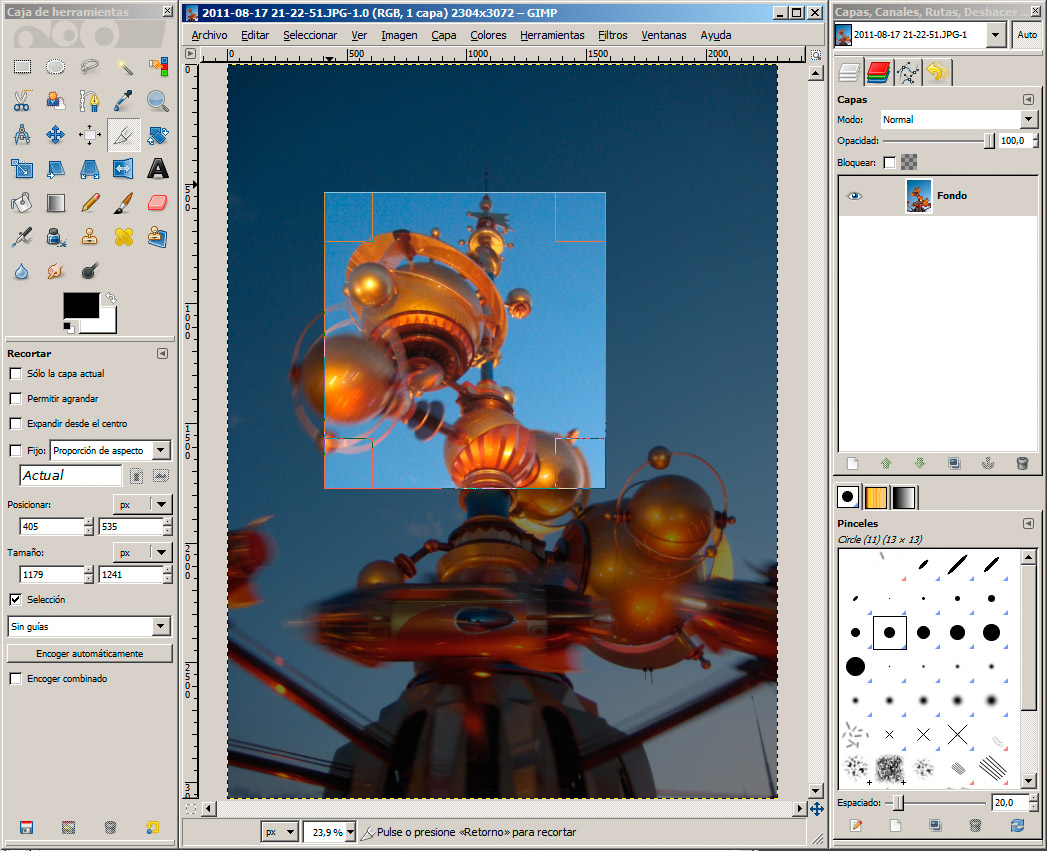 Caja de herramientas
Recortar
Sólo la capa actual
Permitir agrandar
Expandir desde el centro
Fijo: Proporción de aspecto
Actual
Posicionar: px
405 535
Tamaño: px
1179 1241
Selección
Sin guías
Encoger automáticamente
Encoger combinado
2011-08-17 21-22-51.JPG-1.0 (RGB, 1 capa) 2304x3072 – GIMP
Archivo Editar Seleccionar Ver Imagen Capa Colores Herramientas Filtros Ventanas Ayuda
0 500 1000 1500 2000
0
500
1000
1500
2000
2500
px 23,9 % Pulse o presione «Retorno» para recortar
Capas, Canales, Rutas, Deshacer
2011-08-17 21-22-51.JPG-1 Auto
Capas
Modo: Normal
Opacidad: 100,0
Bloquear:
Fondo
Pinceles
Circle (11) (13 × 13)
Espaciado: 20,0